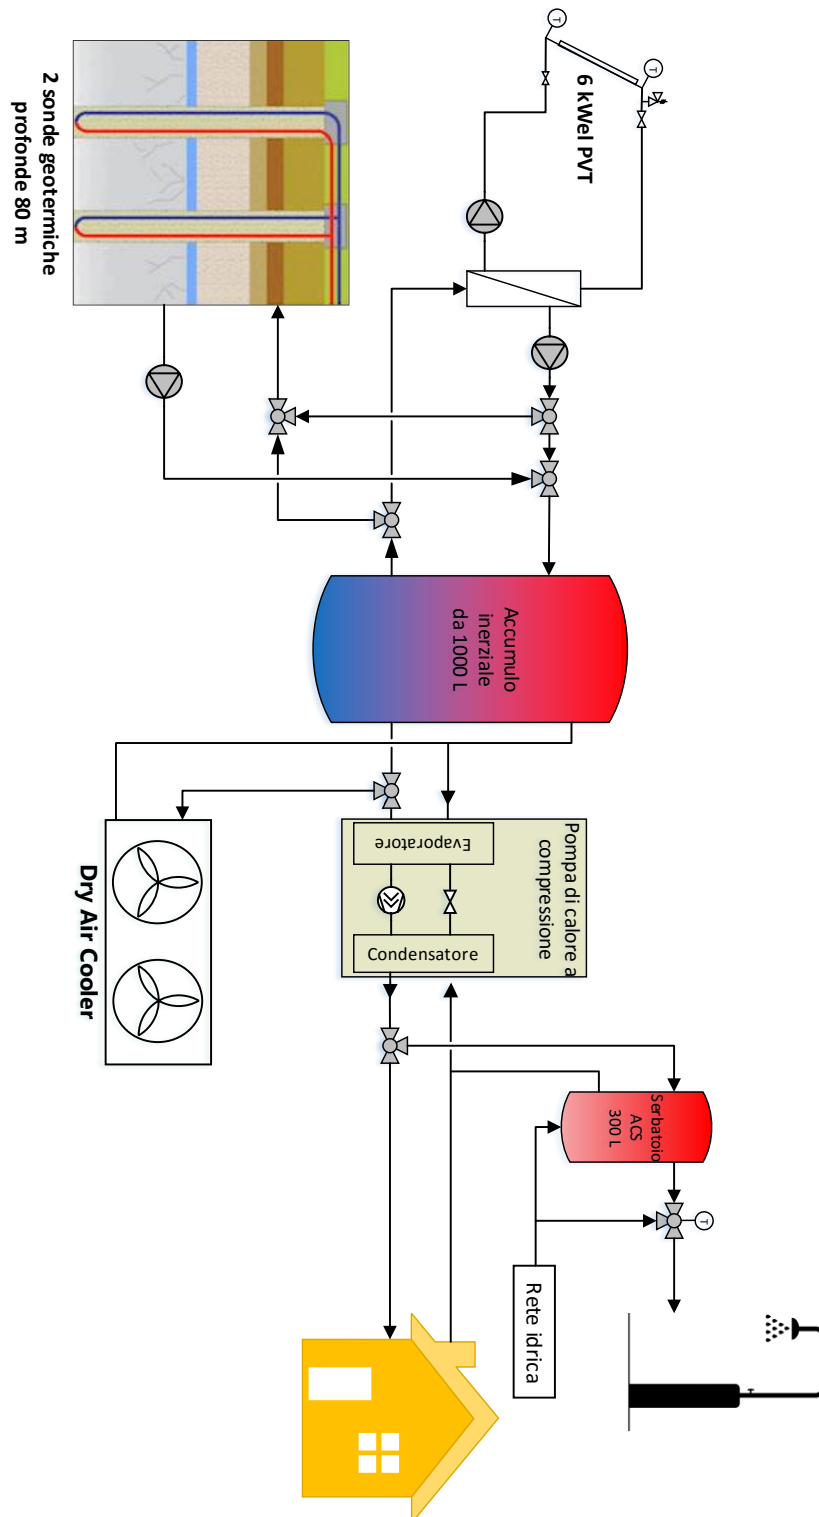 T
T
6 kWel PVT
2 sonde geotermiche
profonde 80 m
Accumulo
inerziale
da 1000 L
Pompa di calore a
compressione
Evaporatore
Condensatore
Dry Air Cooler
Serbatoio
ACS
300 L
T
Rete idrica